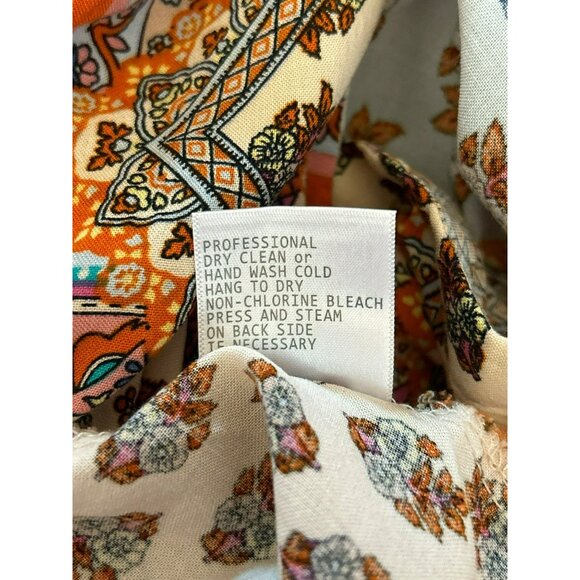 PROFESSIONAL
DRY CLEAN or
HAND WASH COLD
HANG TO DRY
NON-CHLORINE BLEACH
PRESS AND STEAM
ON BACK SIDE
IF NECESSARY